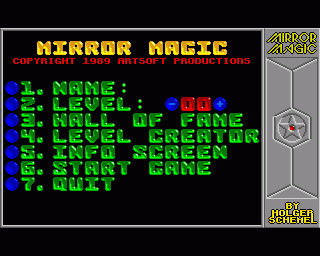 MIRROR MAGIC
COPYRIGHT 1989 ARTSOFT PRODUCTIONS
1. NAME:
2. LEVEL: - 00 +
3. HALL OF FAME
4. LEVEL CREATOR
5. INFO SCREEN
6. START GAME
7. QUIT
MIRROR
MAGIC
BY
HOLGER
SCHEMEL